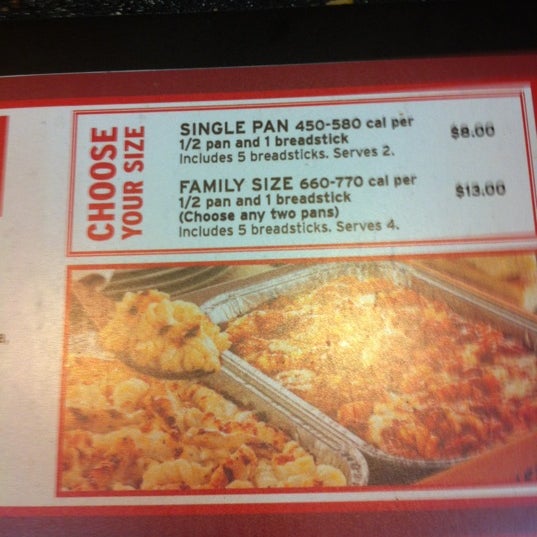 CHOOSE
YOUR SIZE
SINGLE PAN 450-580 cal per
1/2 pan and 1 breadstick
Includes 5 breadsticks. Serves 2.
$8.00
FAMILY SIZE 660-770 cal per
1/2 pan and 1 breadstick
(Choose any two pans)
Includes 5 breadsticks. Serves 4.
$13.00